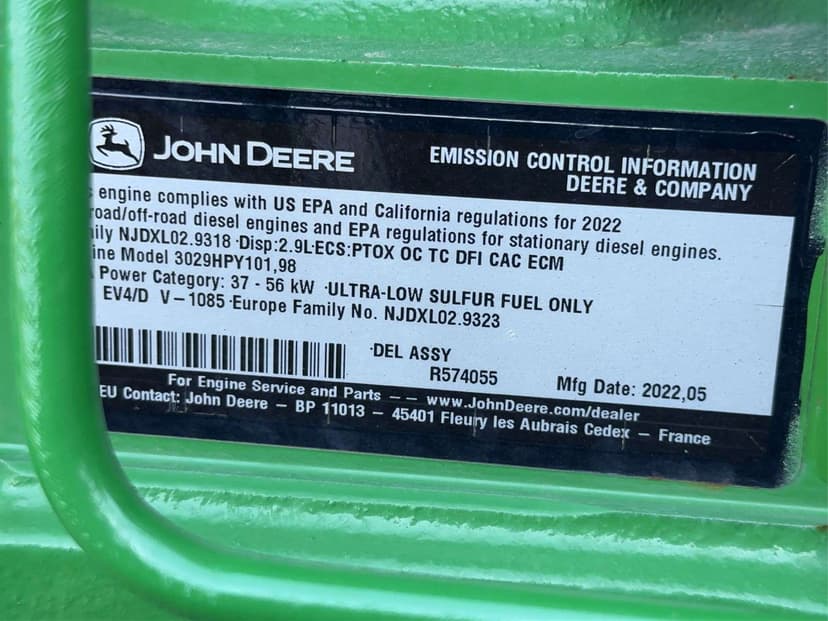 JOHN DEERE
EMISSION CONTROL INFORMATION
DEERE & COMPANY
engine complies with US EPA and California regulations for 2022
road/off-road diesel engines and EPA regulations for stationary diesel engines.
NJDXL02.9318 ·Disp:2.9L·ECS:PTOX OC TC DFI CAC ECM
Model 3029HPY101,98
Power Category: 37 - 56 kW ·ULTRA-LOW SULFUR FUEL ONLY
EV4/D V-1085·Europe Family No. NJDXL02.9323
·DEL ASSY
R574055
Mfg Date: 2022,05
For Engine Service and Parts -- www.JohnDeere.com/dealer
EU Contact: John Deere - BP 11013 - 45401 Fleury les Aubrais Cedex - France